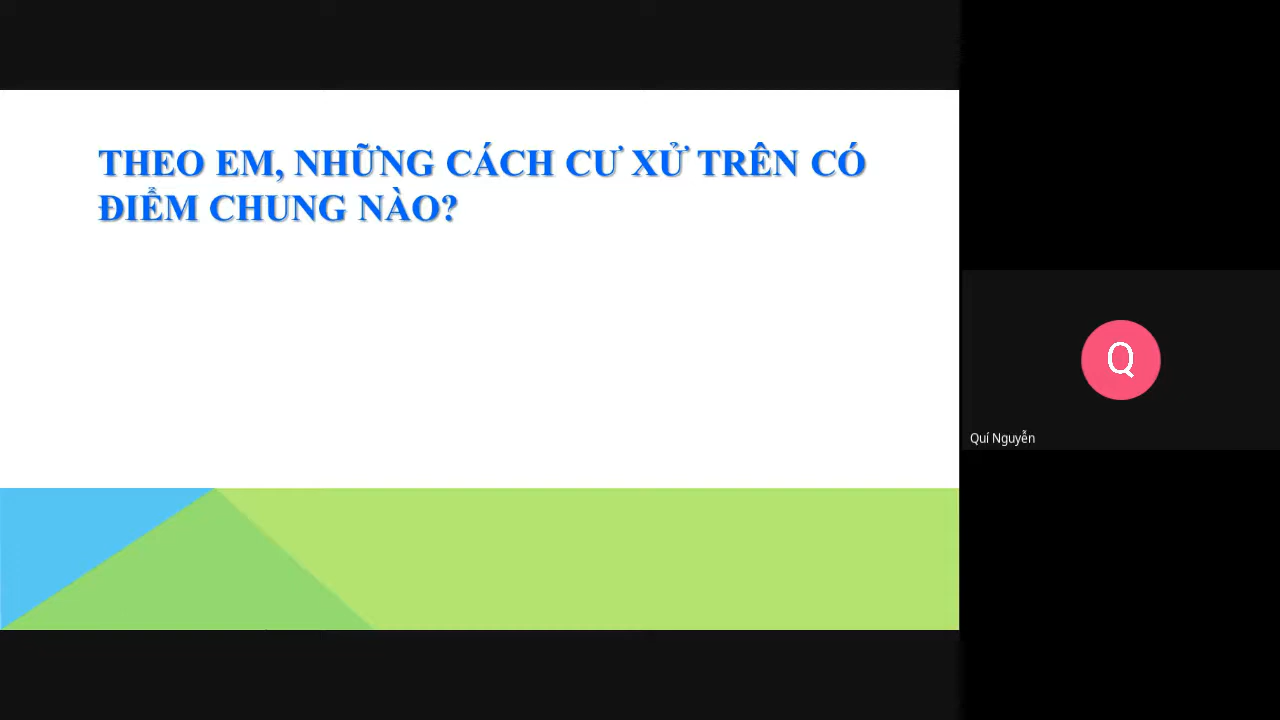 THEO EM, NHỮNG CÁCH CƯ XỬ TRÊN CÓ
ĐIỂM CHUNG NÀO?
Q
Quí Nguyễn